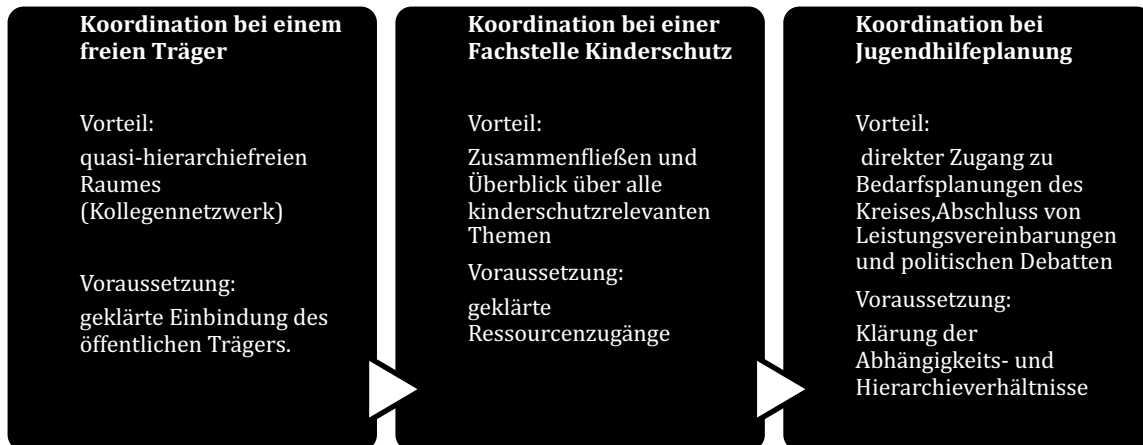 Koordination bei einem
freien Träger
Vorteil:
quasi-hierarchiefreien
Raumes
(Kollegennetzwerk)
Voraussetzung:
geklärte Einbindung des
öffentlichen Trägers.
Koordination bei einer
Fachstelle Kinderschutz
Vorteil:
Zusammenfließen und
Überblick über alle
kinderschutzrelevanten
Themen
Voraussetzung:
geklärte
Ressourcenzugänge
Koordination bei
Jugendhilfeplanung
Vorteil:
direkter Zugang zu
Bedarfsplanungen des
Kreises,Abschluss von
Leistungsvereinbarungen
und politischen Debatten
Voraussetzung:
Klärung der
Abhängigkeits- und
Hierarchieverhältnisse